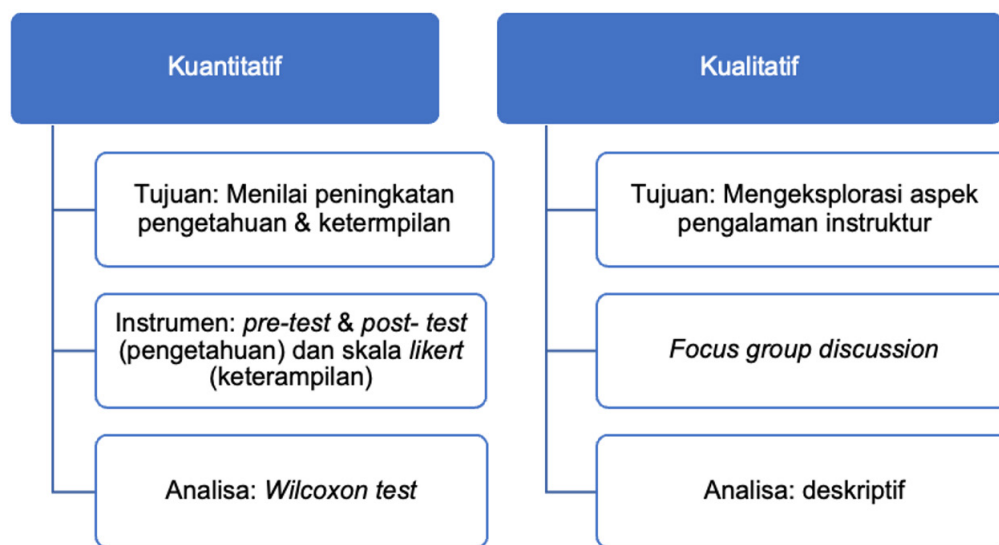 Kuantitatif
Tujuan: Menilai peningkatan
pengetahuan & ketermpilan
Instrumen: pre-test & post- test
(pengetahuan) dan skala likert
(keterampilan)
Analisa: Wilcoxon test
Kualitatif
Tujuan: Mengeksplorasi aspek
pengalaman instruktur
Focus group discussion
Analisa: deskriptif